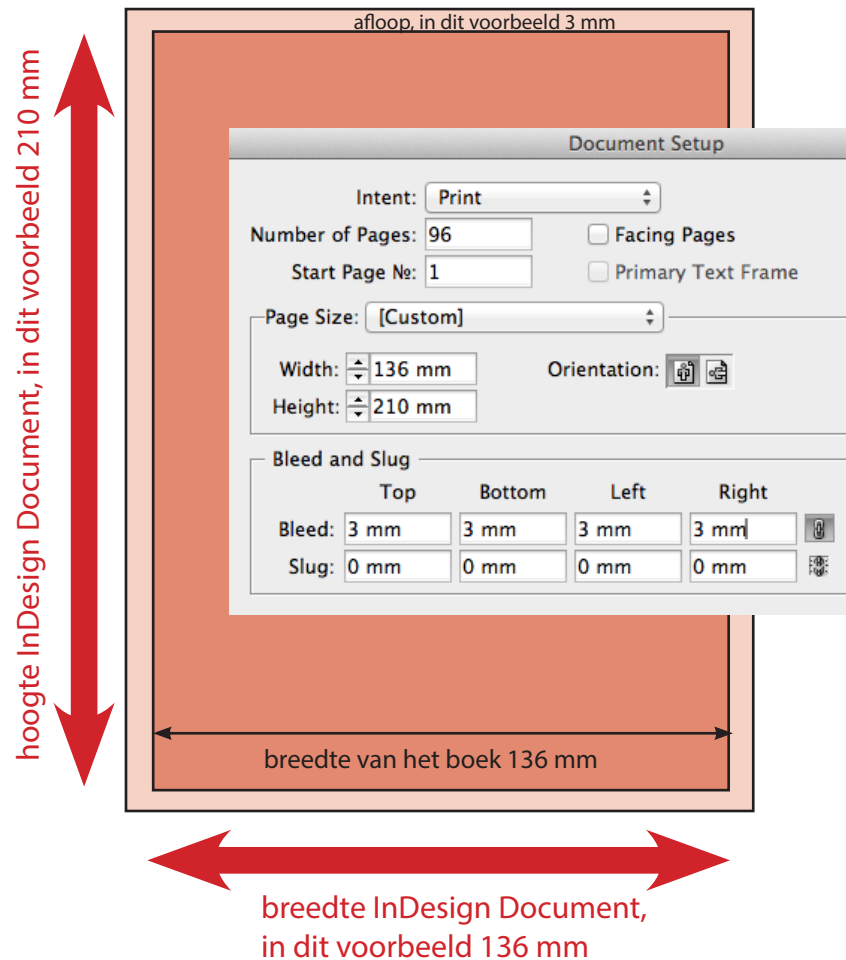 afloop, in dit voorbeeld 3 mm
hoogte InDesign Document, in dit voorbeeld 210 mm
Document Setup
Intent: Print
Number of Pages: 96 Facing Pages
Start Page №: 1 Primary Text Frame
Page Size: [Custom]
Width: 136 mm Orientation:
Height: 210 mm
Bleed and Slug
Top Bottom Left Right
Bleed: 3 mm 3 mm 3 mm 3 mm
Slug: 0 mm 0 mm 0 mm 0 mm
breedte van het boek 136 mm
breedte InDesign Document,
in dit voorbeeld 136 mm